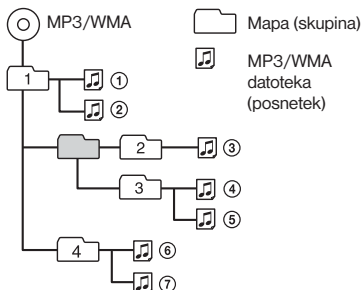 MP3/WMA
Mapa (skupina)
MP3/WMA
datoteka
(posnetek)
1
①
②
2
③
3
④
⑤
4
⑥
⑦